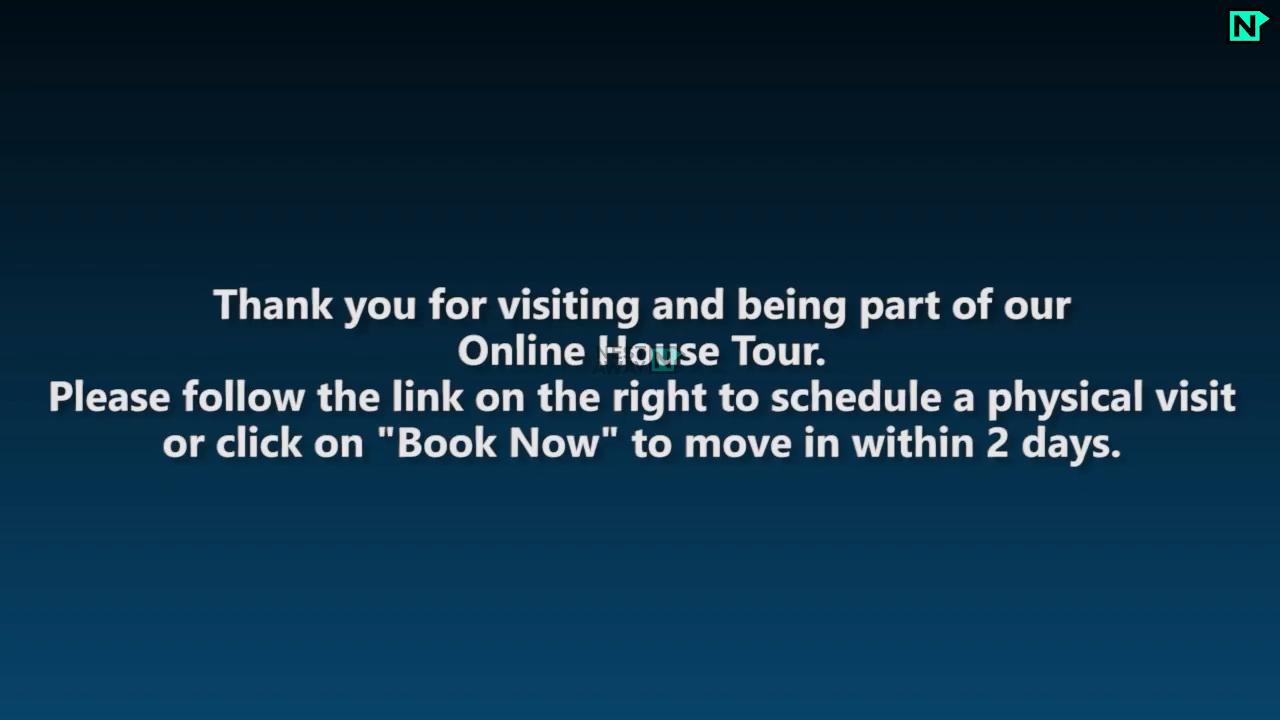 N
Thank you for visiting and being part of our
Online House Tour.
Please follow the link on the right to schedule a physical visit
or click on "Book Now" to move in within 2 days.